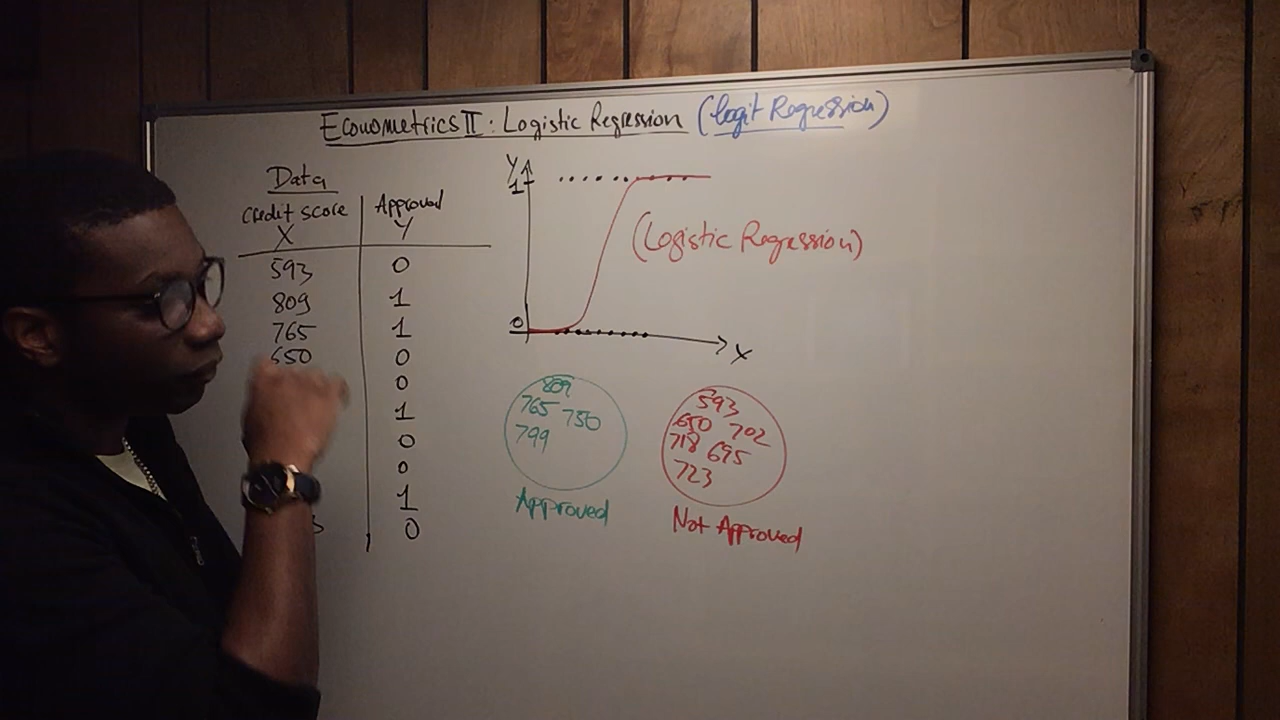 Econometrics II: Logistic Regression (Logit Regression)
Data
Credit score Approved
X Y
593 0
809 1
765 1
650 0
0
1
0
0
1
3 0
Y
1
0
X
(Logistic Regression)
809
765 750
799
Approved
593
650 702
718 695
723
Not Approved